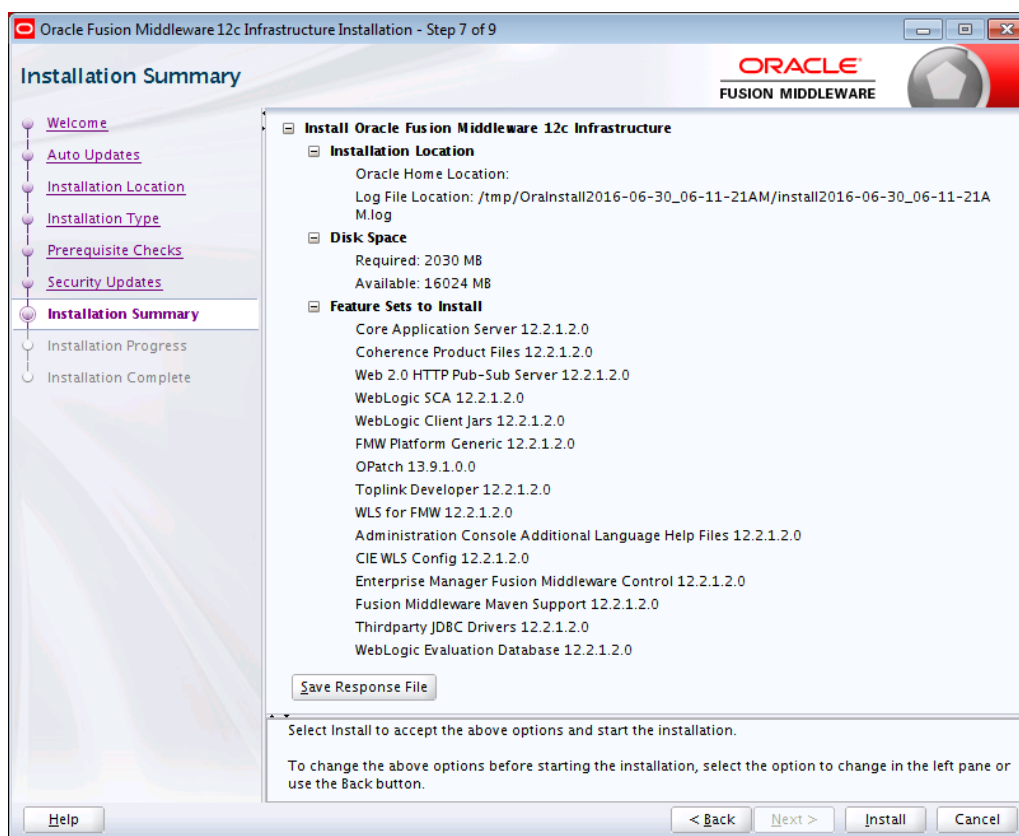 Oracle Fusion Middleware 12c Infrastructure Installation - Step 7 of 9
Installation Summary
ORACLE
FUSION MIDDLEWARE
Welcome
Auto Updates
Installation Location
Installation Type
Prerequisite Checks
Security Updates
Installation Summary
Installation Progress
Installation Complete
Install Oracle Fusion Middleware 12c Infrastructure
Installation Location
Oracle Home Location:
Log File Location: /tmp/OraInstall2016-06-30_06-11-21AM/install2016-06-30_06-11-21A
M.log
Disk Space
Required: 2030 MB
Available: 16024 MB
Feature Sets to Install
Core Application Server 12.2.1.2.0
Coherence Product Files 12.2.1.2.0
Web 2.0 HTTP Pub-Sub Server 12.2.1.2.0
WebLogic SCA 12.2.1.2.0
WebLogic Client Jars 12.2.1.2.0
FMW Platform Generic 12.2.1.2.0
OPatch 13.9.1.0.0
Toplink Developer 12.2.1.2.0
WLS for FMW 12.2.1.2.0
Administration Console Additional Language Help Files 12.2.1.2.0
CIE WLS Config 12.2.1.2.0
Enterprise Manager Fusion Middleware Control 12.2.1.2.0
Fusion Middleware Maven Support 12.2.1.2.0
Thirdparty JDBC Drivers 12.2.1.2.0
WebLogic Evaluation Database 12.2.1.2.0
Save Response File
Select Install to accept the above options and start the installation.
To change the above options before starting the installation, select the option to change in the left pane or
use the Back button.
Help
< Back
Next >
Install
Cancel